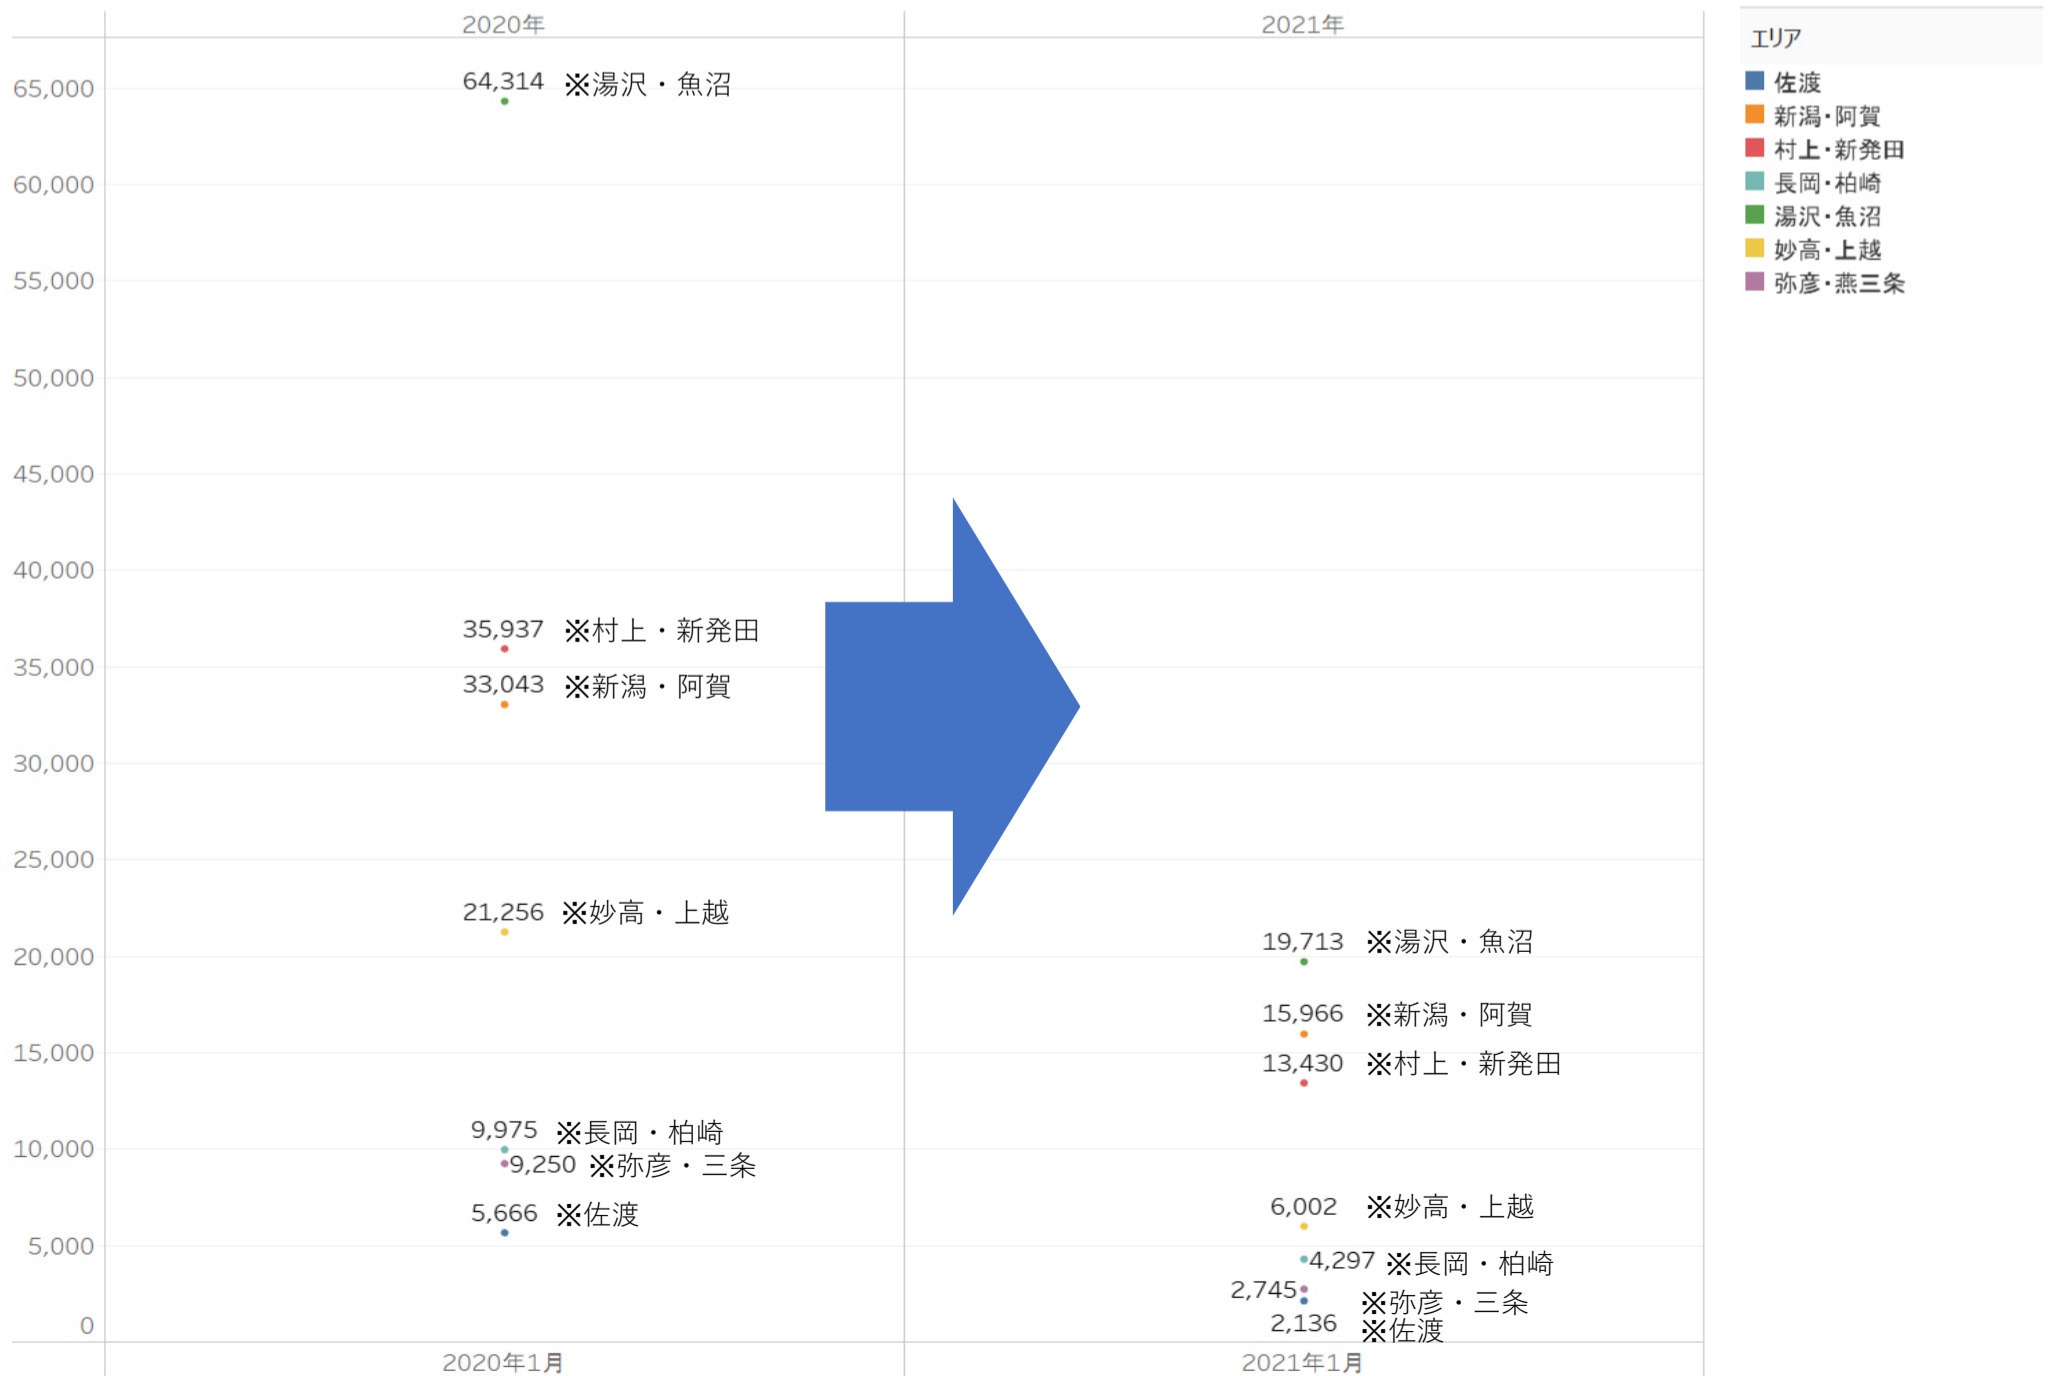 2020年
2021年
65,000
60,000
55,000
50,000
45,000
40,000
35,000
30,000
25,000
20,000
15,000
10,000
5,000
0
64,314 ※湯沢・魚沼
35,937 ※村上・新発田
33,043 ※新潟・阿賀
21,256 ※妙高・上越
9,975 ※長岡・柏崎
9,250 ※弥彦・三条
5,666 ※佐渡
2020年1月
19,713 ※湯沢・魚沼
15,966 ※新潟・阿賀
13,430 ※村上・新発田
6,002 ※妙高・上越
4,297 ※長岡・柏崎
2,745 ※弥彦・三条
2,136 ※佐渡
2021年1月
エリア
佐渡
新潟・阿賀
村上・新発田
長岡・柏崎
湯沢・魚沼
妙高・上越
弥彦・燕三条